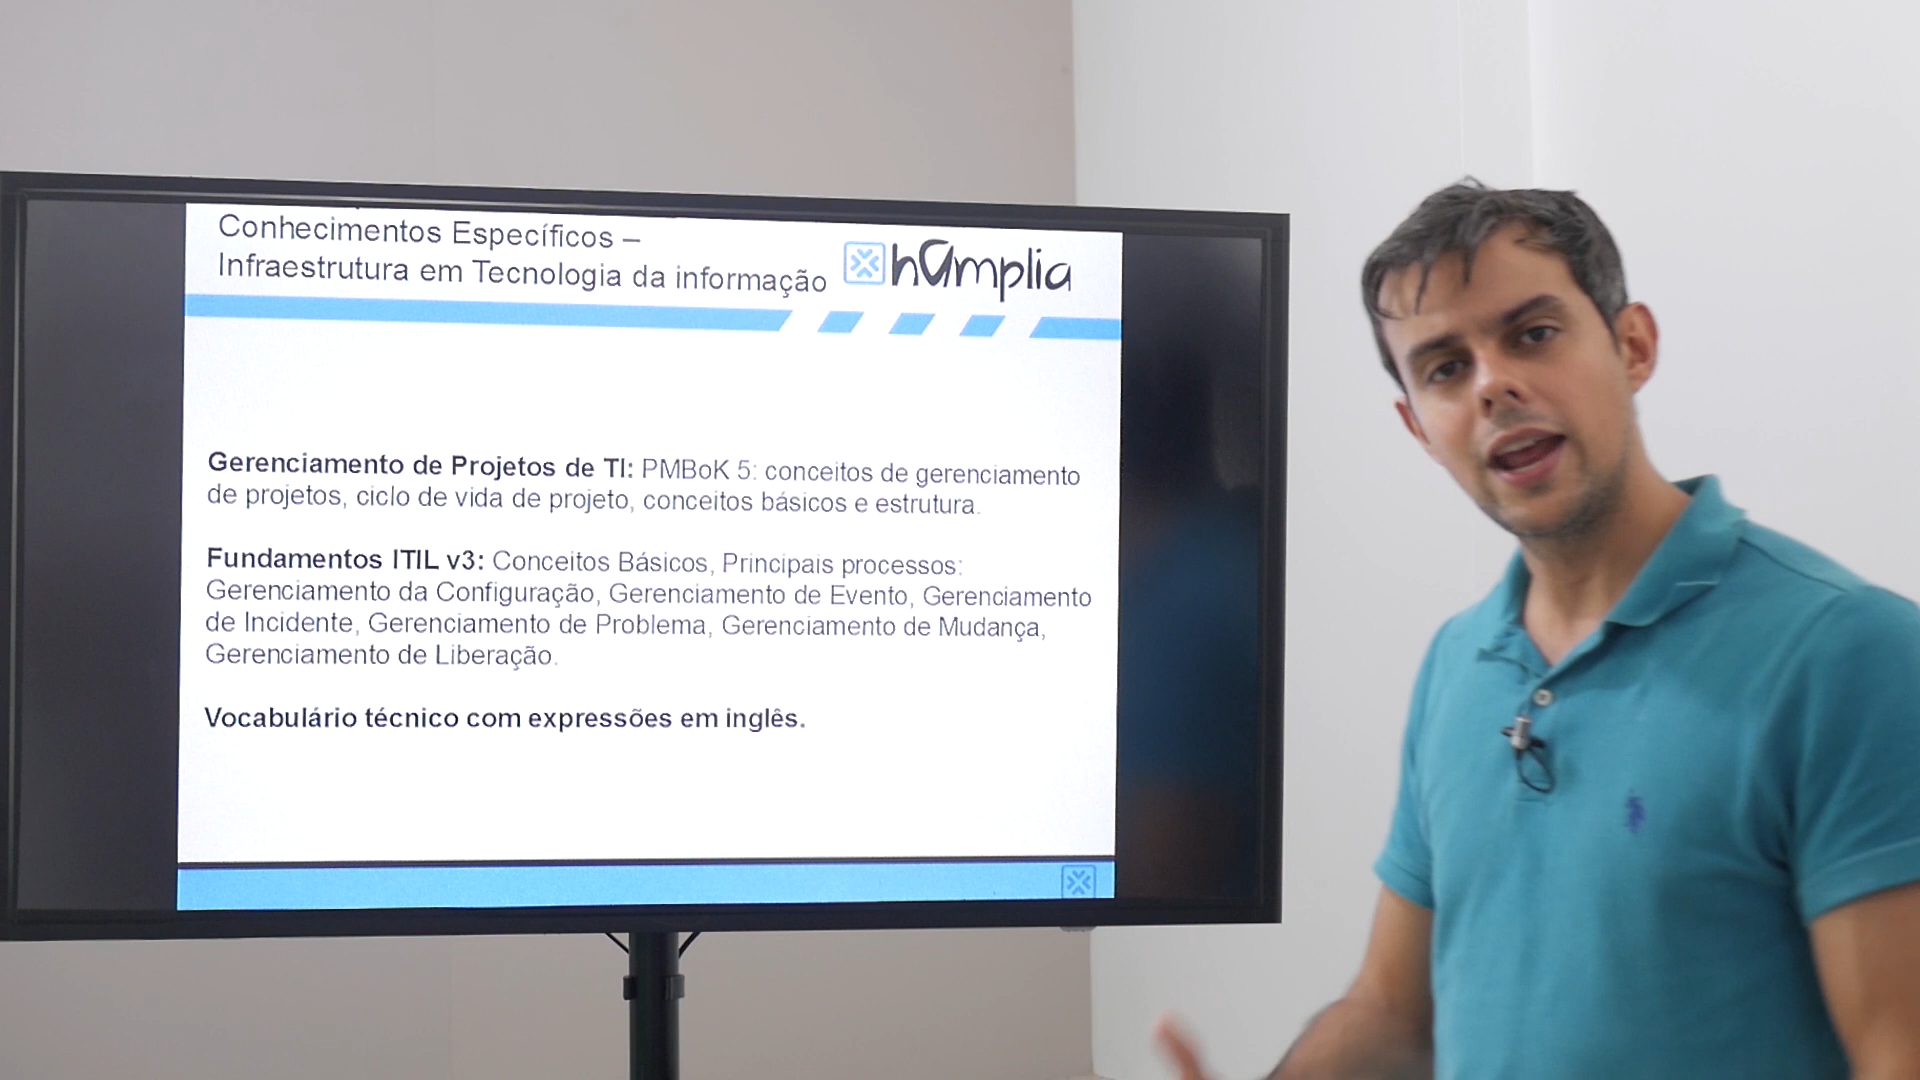 Conhecimentos Específicos –
Infraestrutura em Tecnologia da informação
hamplia
Gerenciamento de Projetos de TI: PMBoK 5: conceitos de gerenciamento
de projetos, ciclo de vida de projeto, conceitos básicos e estrutura.
Fundamentos ITIL v3: Conceitos Básicos, Principais processos:
Gerenciamento da Configuração, Gerenciamento de Evento, Gerenciamento
de Incidente, Gerenciamento de Problema, Gerenciamento de Mudança,
Gerenciamento de Liberação.
Vocabulário técnico com expressões em inglês.